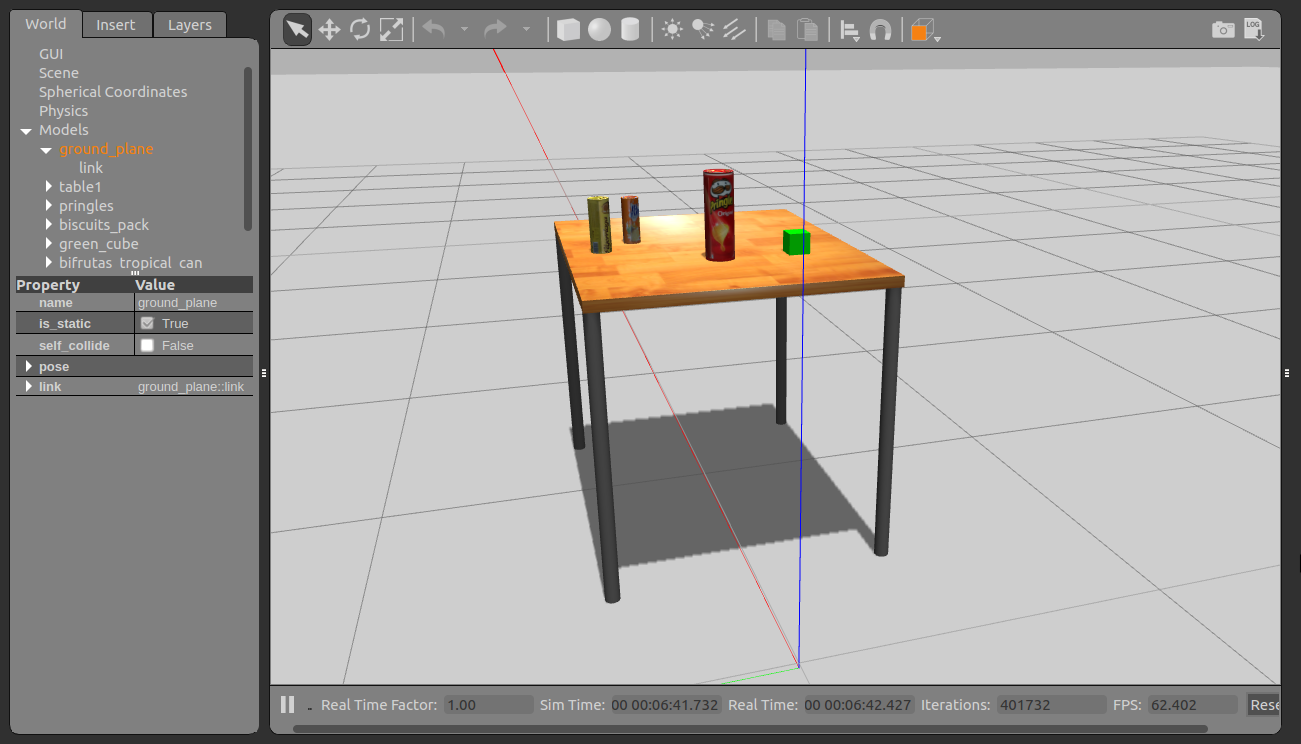 World Insert Layers
GUI
Scene
Spherical Coordinates
Physics
Models
ground_plane
link
table1
pringles
biscuits_pack
green_cube
bifrutas_tropical_can
Property Value
name ground_plane
is_static True
self_collide False
pose
link ground_plane::link
LOG
Pringles
Real Time Factor: 1.00 Sim Time: 00 00:06:41.732 Real Time: 00 00:06:42.427 Iterations: 401732 FPS: 62.402 Rese